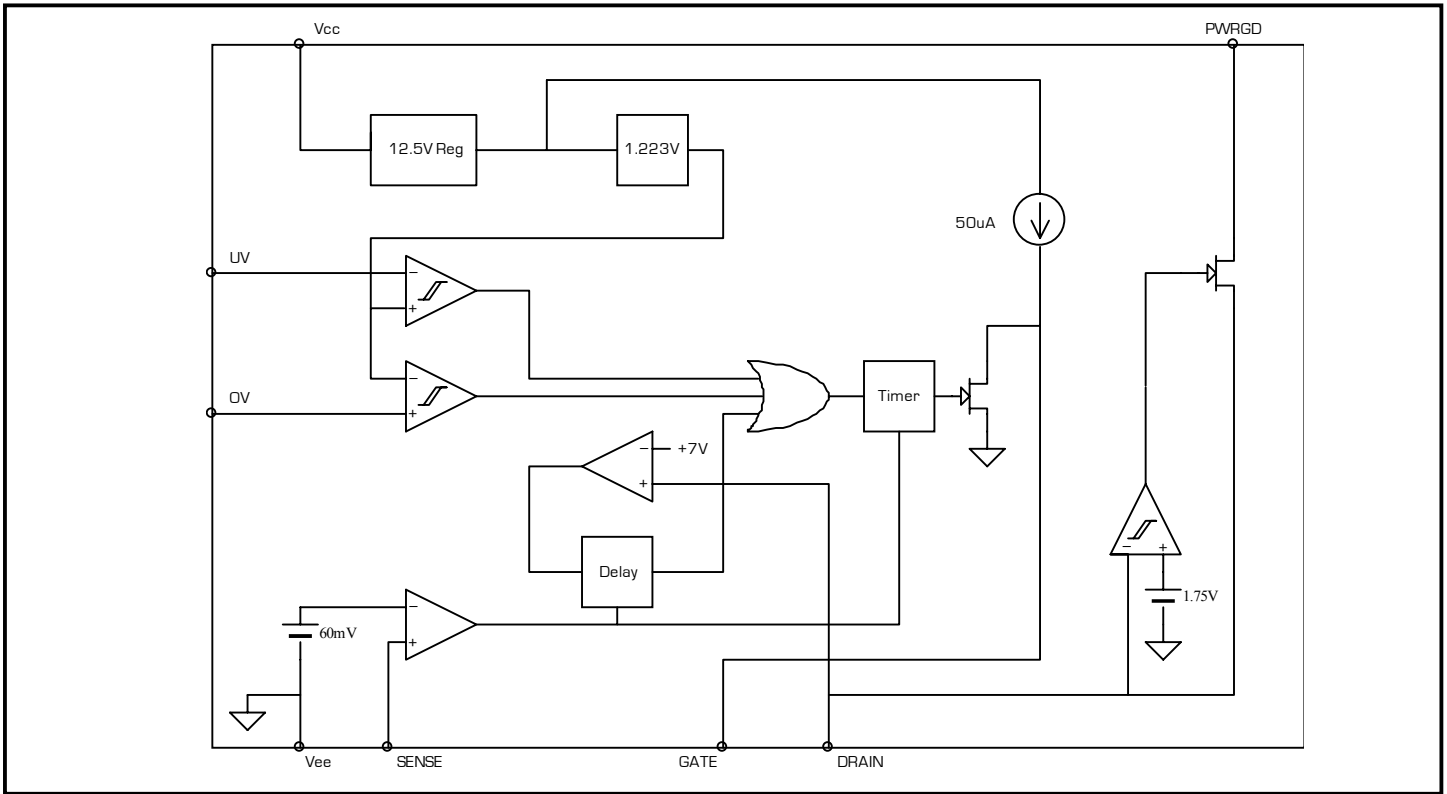 Vcc
PWRGD
12.5V Reg
1.223V
50uA
UV
−
+
−
OV
+
Timer
−
+7V
+
− +
Delay
1.75V
−
60mV
+
Vee
SENSE
GATE
DRAIN